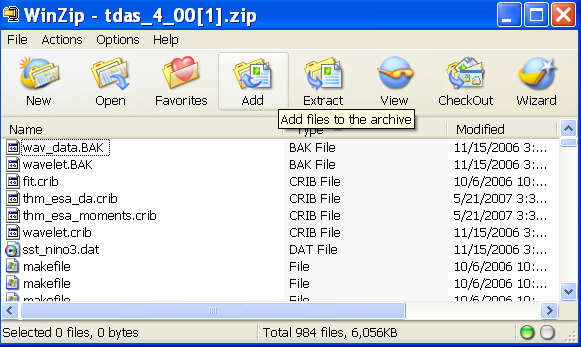 WinZip - tdas_4_00[1].zip
File Actions Options Help
New Open Favorites Add Extract View CheckOut Wizard
Add files to the archive
Name Type Modified
wav_data.BAK BAK File 11/15/2006 3:...
wavelet.BAK BAK File 11/15/2006 3:...
fit.crib CRIB File 10/6/2006 10:...
thm_esa_da.crib CRIB File 5/21/2007 3:3...
thm_esa_moments.crib CRIB File 5/21/2007 3:3...
wavelet.crib CRIB File 11/15/2006 3:...
sst_nino3.dat DAT File 11/15/2006 3:...
makefile File 10/6/2006 10:...
makefile File 10/6/2006 10:...
makefile File 10/6/2006 10:...
Selected 0 files, 0 bytes Total 984 files, 6,056KB